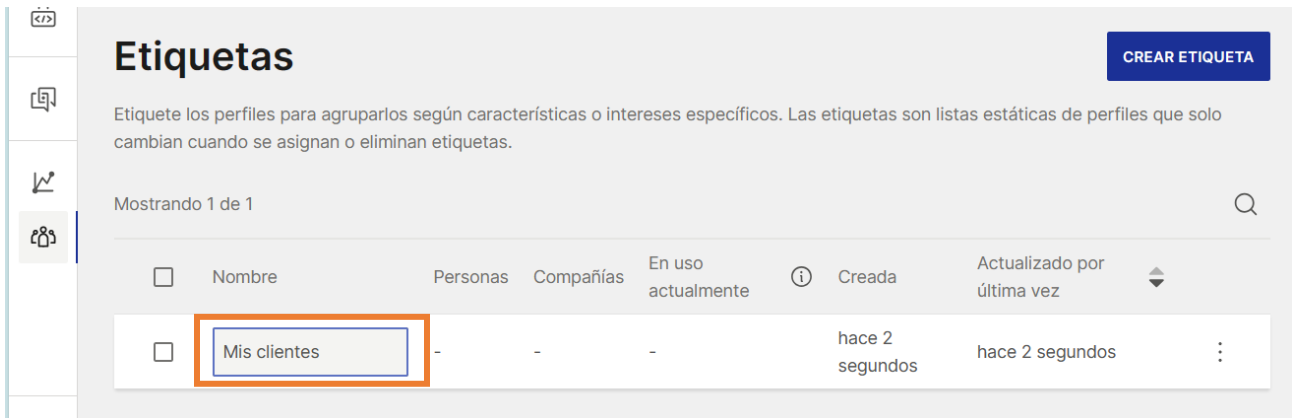 Etiquetas
CREAR ETIQUETA
Etiquete los perfiles para agruparlos según características o intereses específicos. Las etiquetas son listas estáticas de perfiles que solo
cambian cuando se asignan o eliminan etiquetas.
Mostrando 1 de 1
Nombre
Personas
Compañías
En uso
actualmente
Creada
Actualizado por
última vez
Mis clientes
-
-
-
hace 2
segundos
hace 2 segundos